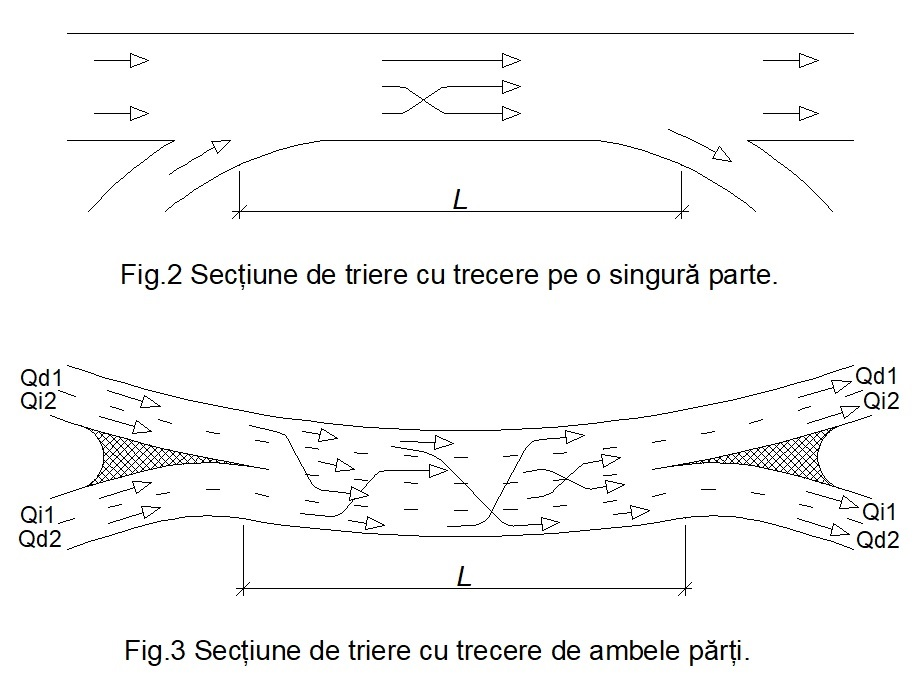 L
Fig.2 Secțiune de triere cu trecere pe o singură parte.
Qd1
Qi2
Qd1
Qi2
Qi1
Qd2
Qi1
Qd2
L
Fig.3 Secțiune de triere cu trecere de ambele părți.